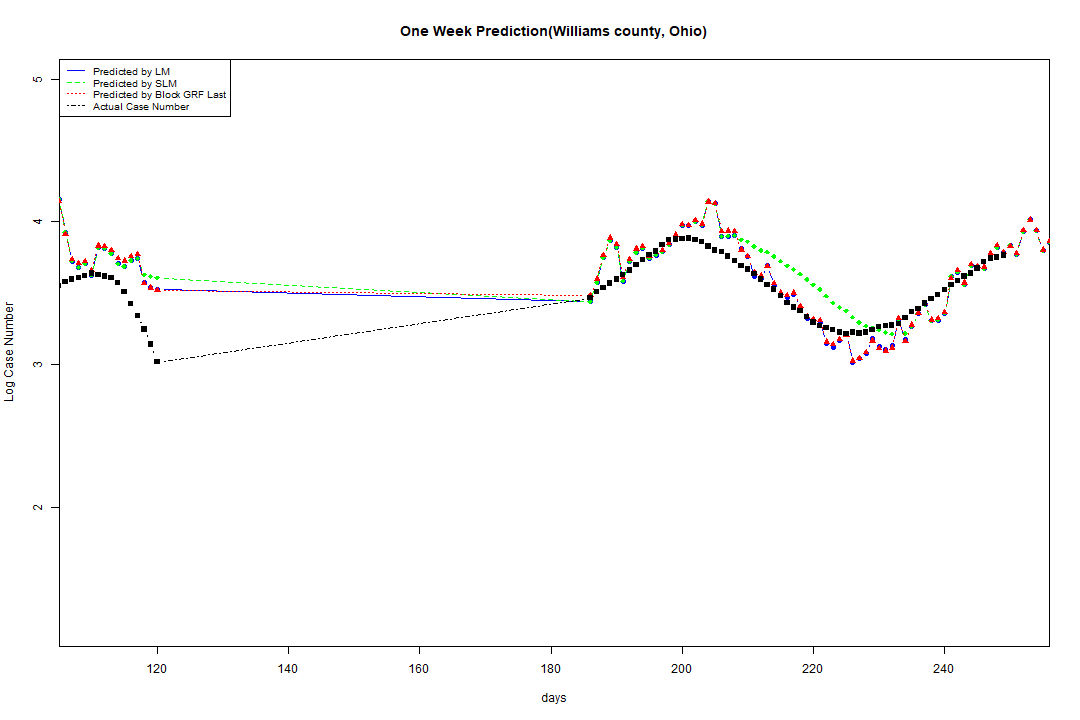 One Week Prediction(Williams county, Ohio)
Predicted by LM
Predicted by SLM
Predicted by Block GRF Last
Actual Case Number
5
4
3
2
Log Case Number
120 140 160 180 200 220 240
days